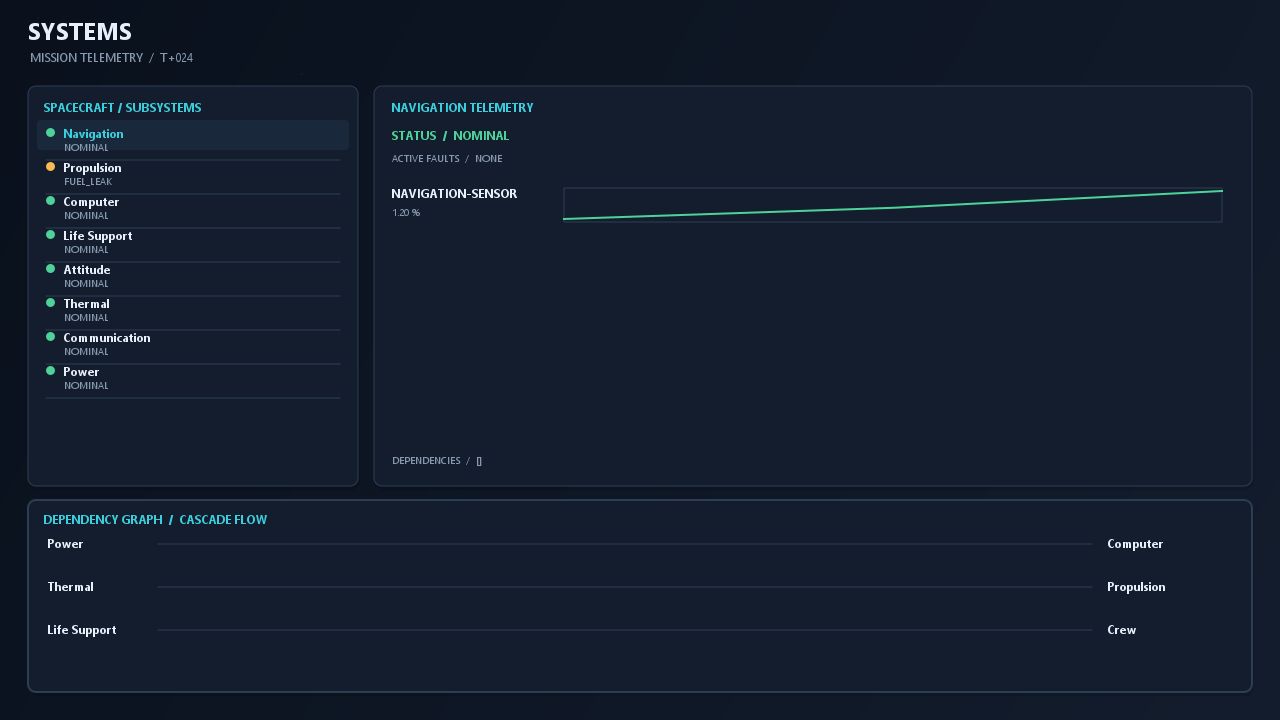 SYSTEMS
MISSION TELEMETRY / T+024
SPACECRAFT / SUBSYSTEMS
Navigation
NOMINAL
Propulsion
FUEL_LEAK
Computer
NOMINAL
Life Support
NOMINAL
Attitude
NOMINAL
Thermal
NOMINAL
Communication
NOMINAL
Power
NOMINAL
NAVIGATION TELEMETRY
STATUS / NOMINAL
ACTIVE FAULTS / NONE
NAVIGATION-SENSOR
1.20 %
DEPENDENCIES / []
DEPENDENCY GRAPH / CASCADE FLOW
Power Computer
Thermal Propulsion
Life Support Crew